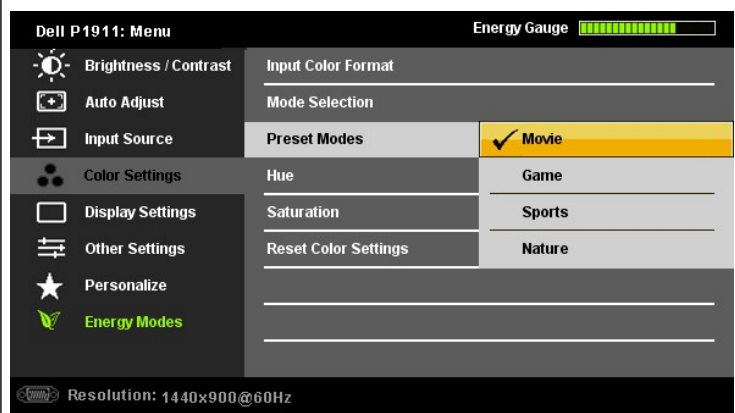 Dell P1911: Menu
Energy Gauge
Brightness / Contrast
Input Color Format
Auto Adjust
Mode Selection
Input Source
Preset Modes
Movie
Color Settings
Hue
Game
Display Settings
Saturation
Sports
Other Settings
Reset Color Settings
Nature
Personalize
Energy Modes
Resolution: 1440x900@60Hz